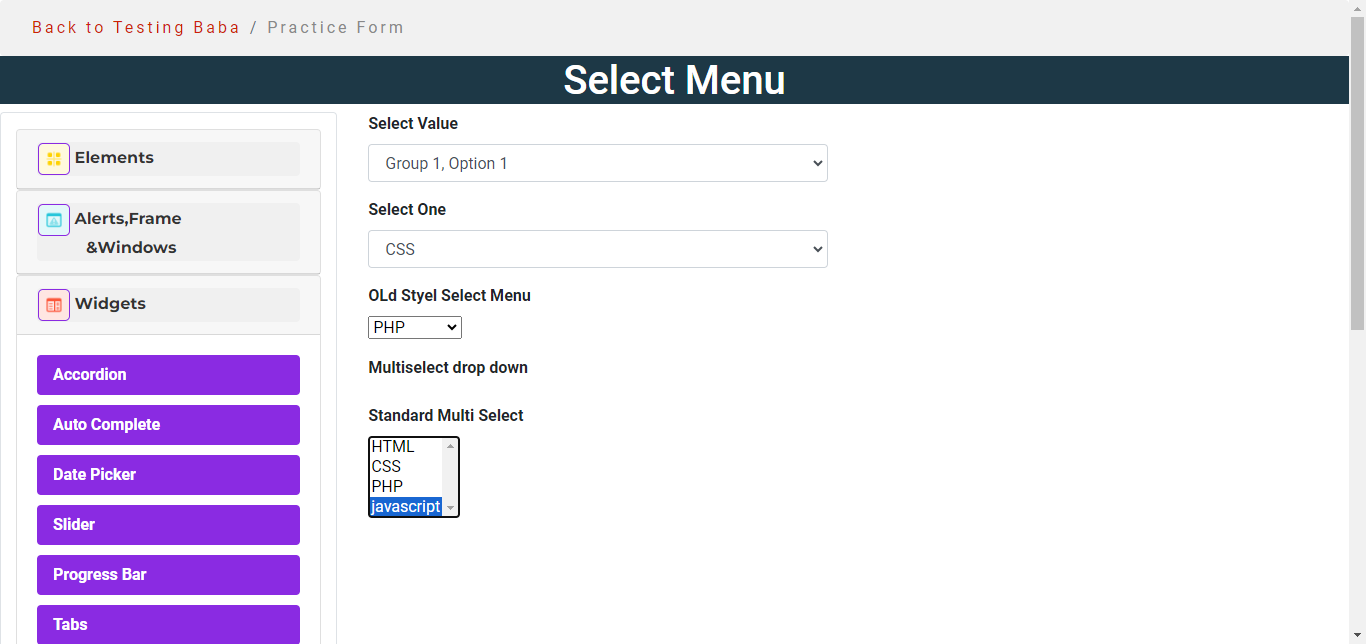 Back to Testing Baba / Practice Form
Select Menu
Elements
Alerts,Frame
&Windows
Widgets
Accordion
Auto Complete
Date Picker
Slider
Progress Bar
Tabs
Select Value
Group 1, Option 1
Select One
CSS
OLd Styel Select Menu
PHP
Multiselect drop down
Standard Multi Select
HTML
CSS
PHP
javascript